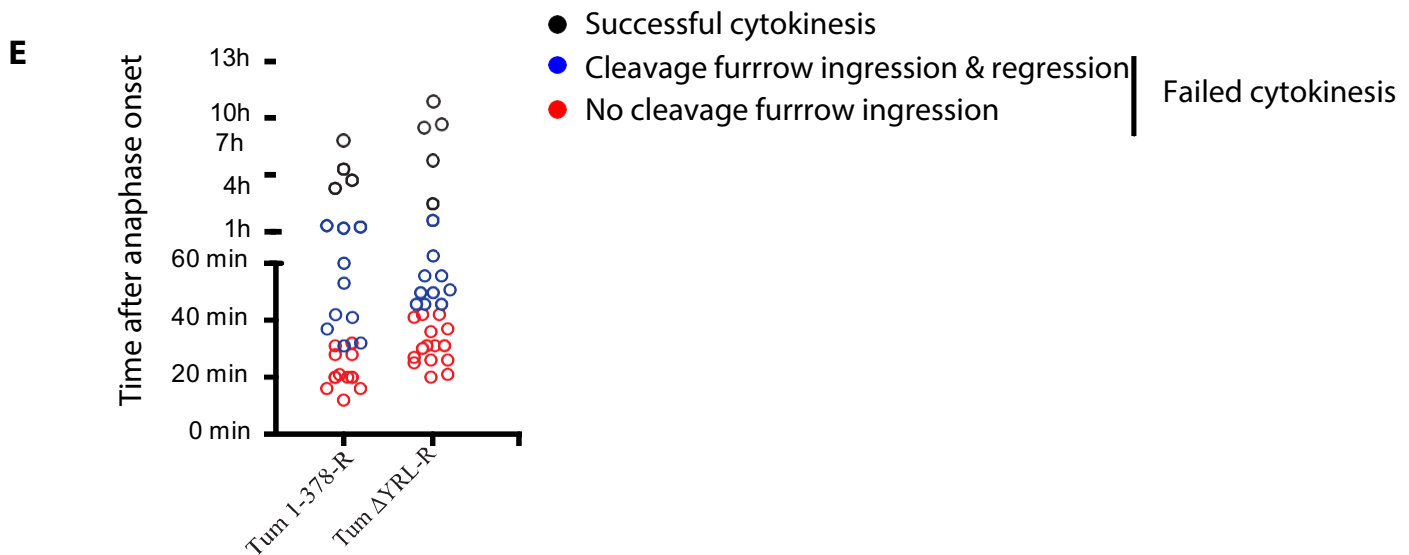 E
Successful cytokinesis
Cleavage furrrow ingression & regression
No cleavage furrrow ingression
Failed cytokinesis
Time after anaphase onset
13h
10h
7h
4h
1h
60 min
40 min
20 min
0 min
Tum 1-378-R
Tum ΔYRL-R